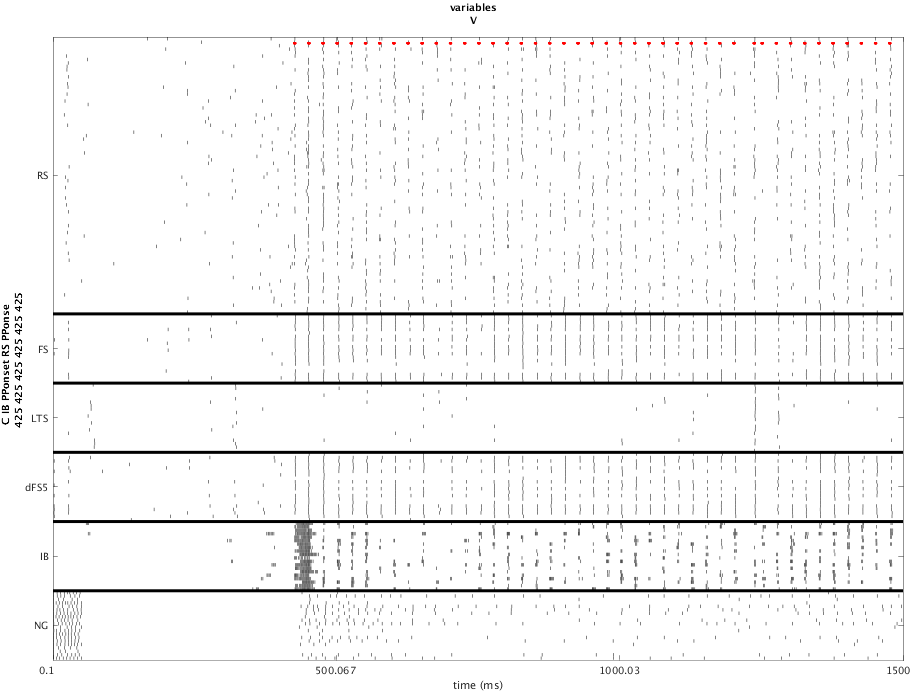 variables
V
C IB PPonset RS PPonse
425 425 425 425 425 425
RS
FS
LTS
dFS5
IB
NG
0.1 500.067 1000.03 1500
time (ms)